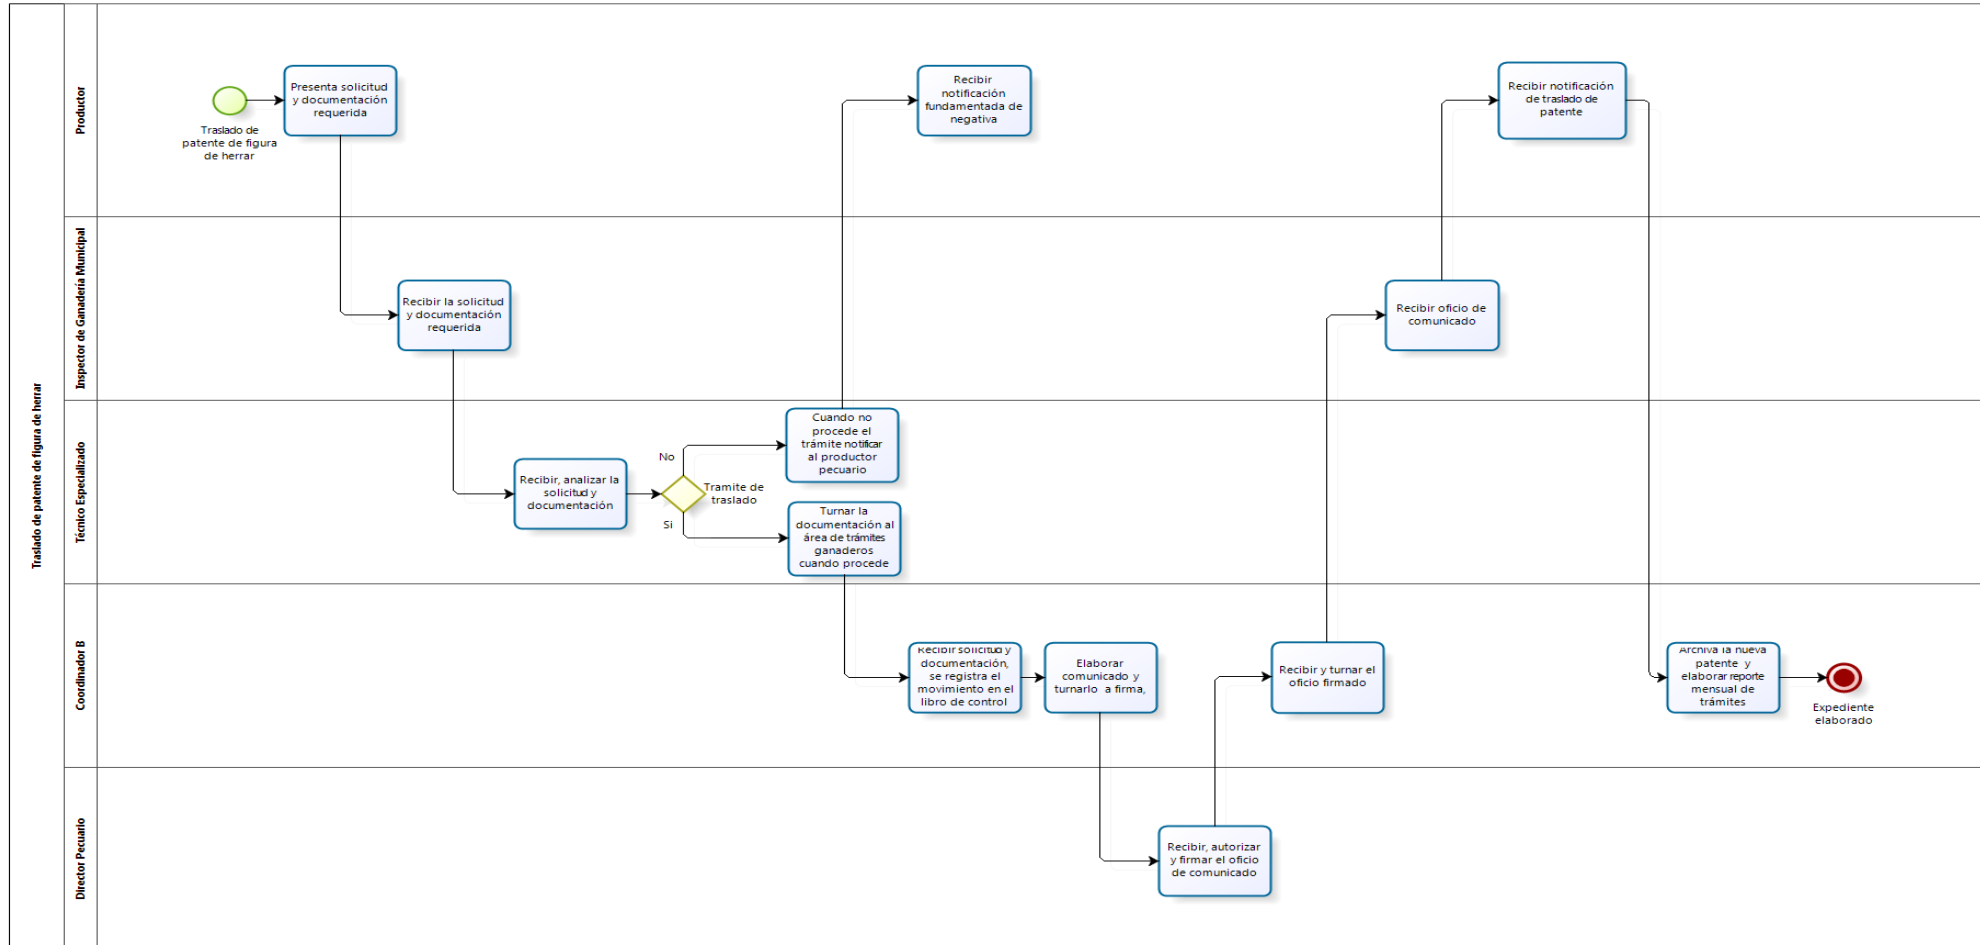 Traslado de patente de figura de herrar
Productor
Traslado de
patente de figura
de herrar
Presenta solicitud
y documentación
requerida
Recibir
notificación
fundamentada de
negativa
Recibir notificación
de traslado de
patente
Inspector de Ganadería Municipal
Recibir la solicitud
y documentación
requerida
Recibir oficio de
comunicado
Técnico Especializado
Recibir, analizar la
solicitud y
documentación
No
Si
Tramite de
traslado
Cuando no
procede el
trámite notificar
al productor
pecuario
Turnar la
documentación al
área de trámites
ganaderos
cuando procede
Coordinador B
Recibir solicitud y
documentación,
se registra el
movimiento en el
libro de control
Elaborar
comunicado y
turnarlo a firma,
Recibir y turnar el
oficio firmado
Archiva la nueva
patente y
elaborar reporte
mensual de
trámites
Expediente
elaborado
Director Pecuario
Recibir, autorizar
y firmar el oficio
de comunicado